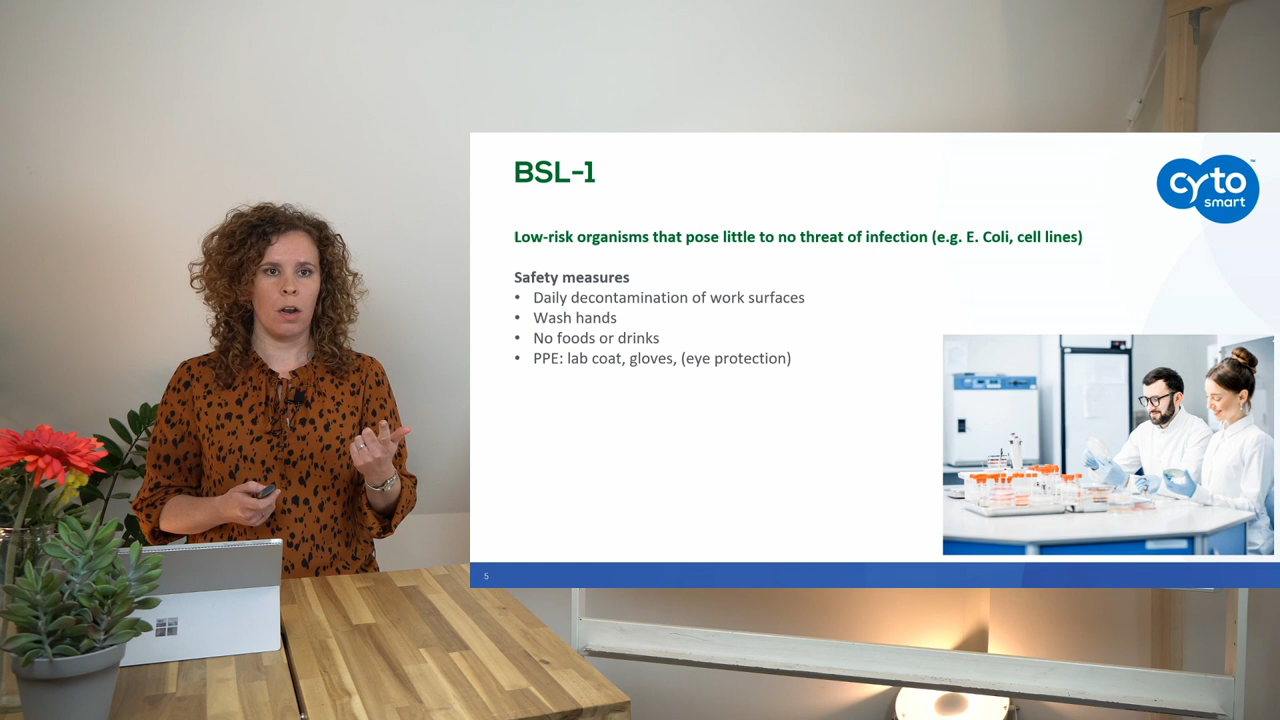 BSL-1
cyto
smart
™
Low-risk organisms that pose little to no threat of infection (e.g. E. Coli, cell lines)
Safety measures
• Daily decontamination of work surfaces
• Wash hands
• No foods or drinks
• PPE: lab coat, gloves, (eye protection)
5